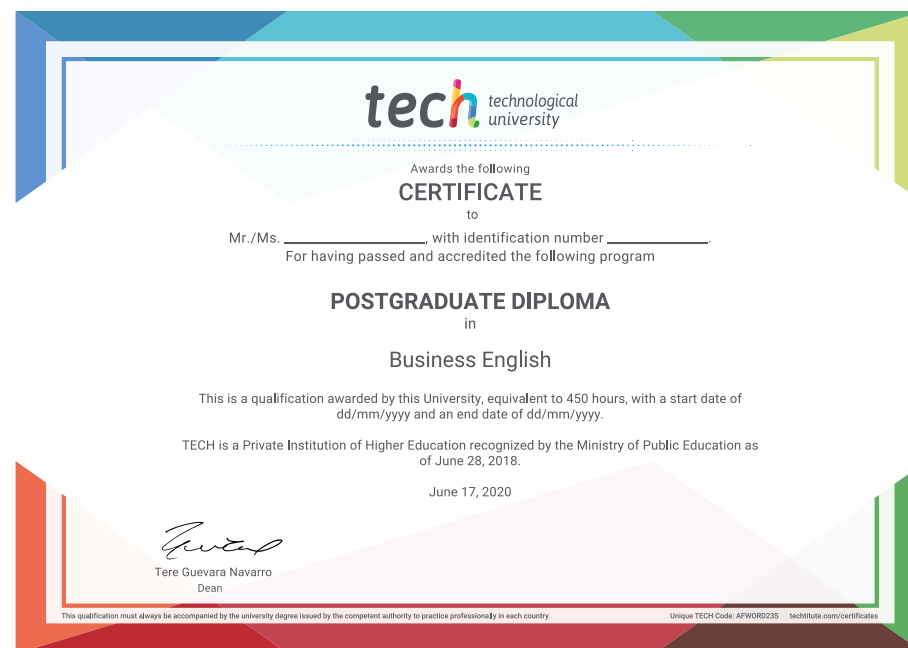 tech technological
university
Awards the following
CERTIFICATE
to
Mr./Ms. ____________________, with identification number ______________.
For having passed and accredited the following program
POSTGRADUATE DIPLOMA
in
Business English
This is a qualification awarded by this University, equivalent to 450 hours, with a start date of
dd/mm/yyyy and an end date of dd/mm/yyyy.
TECH is a Private Institution of Higher Education recognized by the Ministry of Public Education as
of June 28, 2018.
June 17, 2020
Tere Guevara Navarro
Dean
This qualification must always be accompanied by the university degree issued by the competent authority to practice professionally in each country. Unique TECH Code: AFWORD23S techtitute.com/certificates